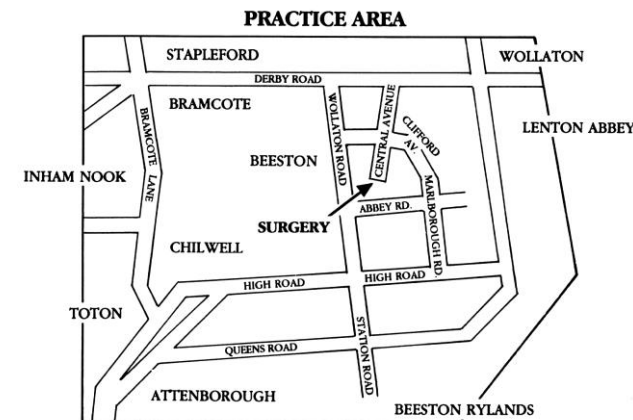 PRACTICE AREA
STAPLEFORD
WOLLATON
DERBY ROAD
BRAMCOTE
BRAMCOTE LANE
WOLLATON ROAD
CENTRAL AVENUE
CLIFFORD AV.
LENTON ABBEY
BEESTON
INHAM NOOK
MARLBOROUGH RD.
ABBEY RD.
SURGERY
CHILWELL
HIGH ROAD
HIGH ROAD
TOTON
STATION ROAD
QUEENS ROAD
ATTENBOROUGH
BEESTON RYLANDS